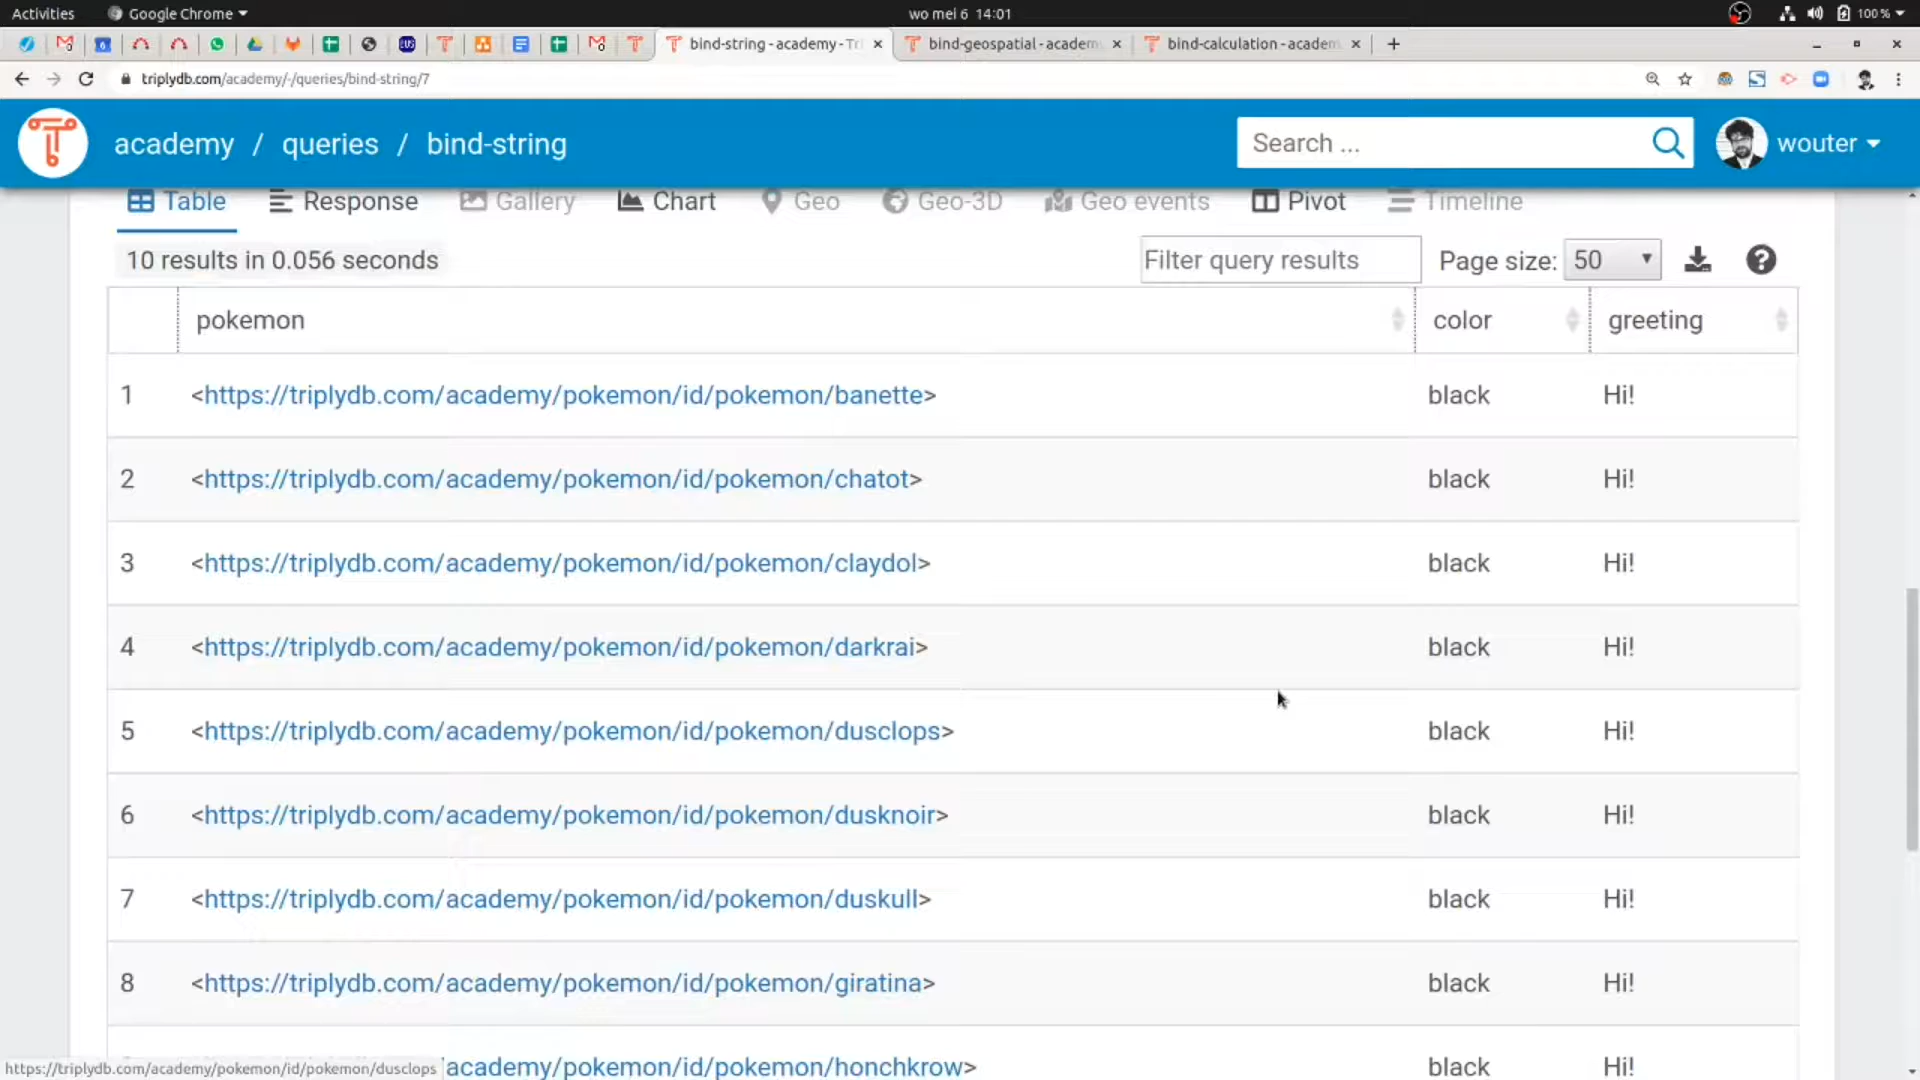 Activities Google Chrome wo mei 6 14:01 100 %
bind-string - academy - Tri bind-geospatial - academ bind-calculation - academ
triplydb.com/academy/-/queries/bind-string/7
academy / queries / bind-string Search ... wouter
Table Response Gallery Chart Geo Geo-3D Geo events Pivot Timeline
10 results in 0.056 seconds Filter query results Page size: 50
pokemon color greeting
1 <https://triplydb.com/academy/pokemon/id/pokemon/banette> black Hi!
2 <https://triplydb.com/academy/pokemon/id/pokemon/chatot> black Hi!
3 <https://triplydb.com/academy/pokemon/id/pokemon/claydol> black Hi!
4 <https://triplydb.com/academy/pokemon/id/pokemon/darkrai> black Hi!
5 <https://triplydb.com/academy/pokemon/id/pokemon/dusclops> black Hi!
6 <https://triplydb.com/academy/pokemon/id/pokemon/dusknoir> black Hi!
7 <https://triplydb.com/academy/pokemon/id/pokemon/duskull> black Hi!
8 <https://triplydb.com/academy/pokemon/id/pokemon/giratina> black Hi!
academy/pokemon/id/pokemon/honchkrow> black Hi!
https://triplydb.com/academy/pokemon/id/pokemon/dusclops